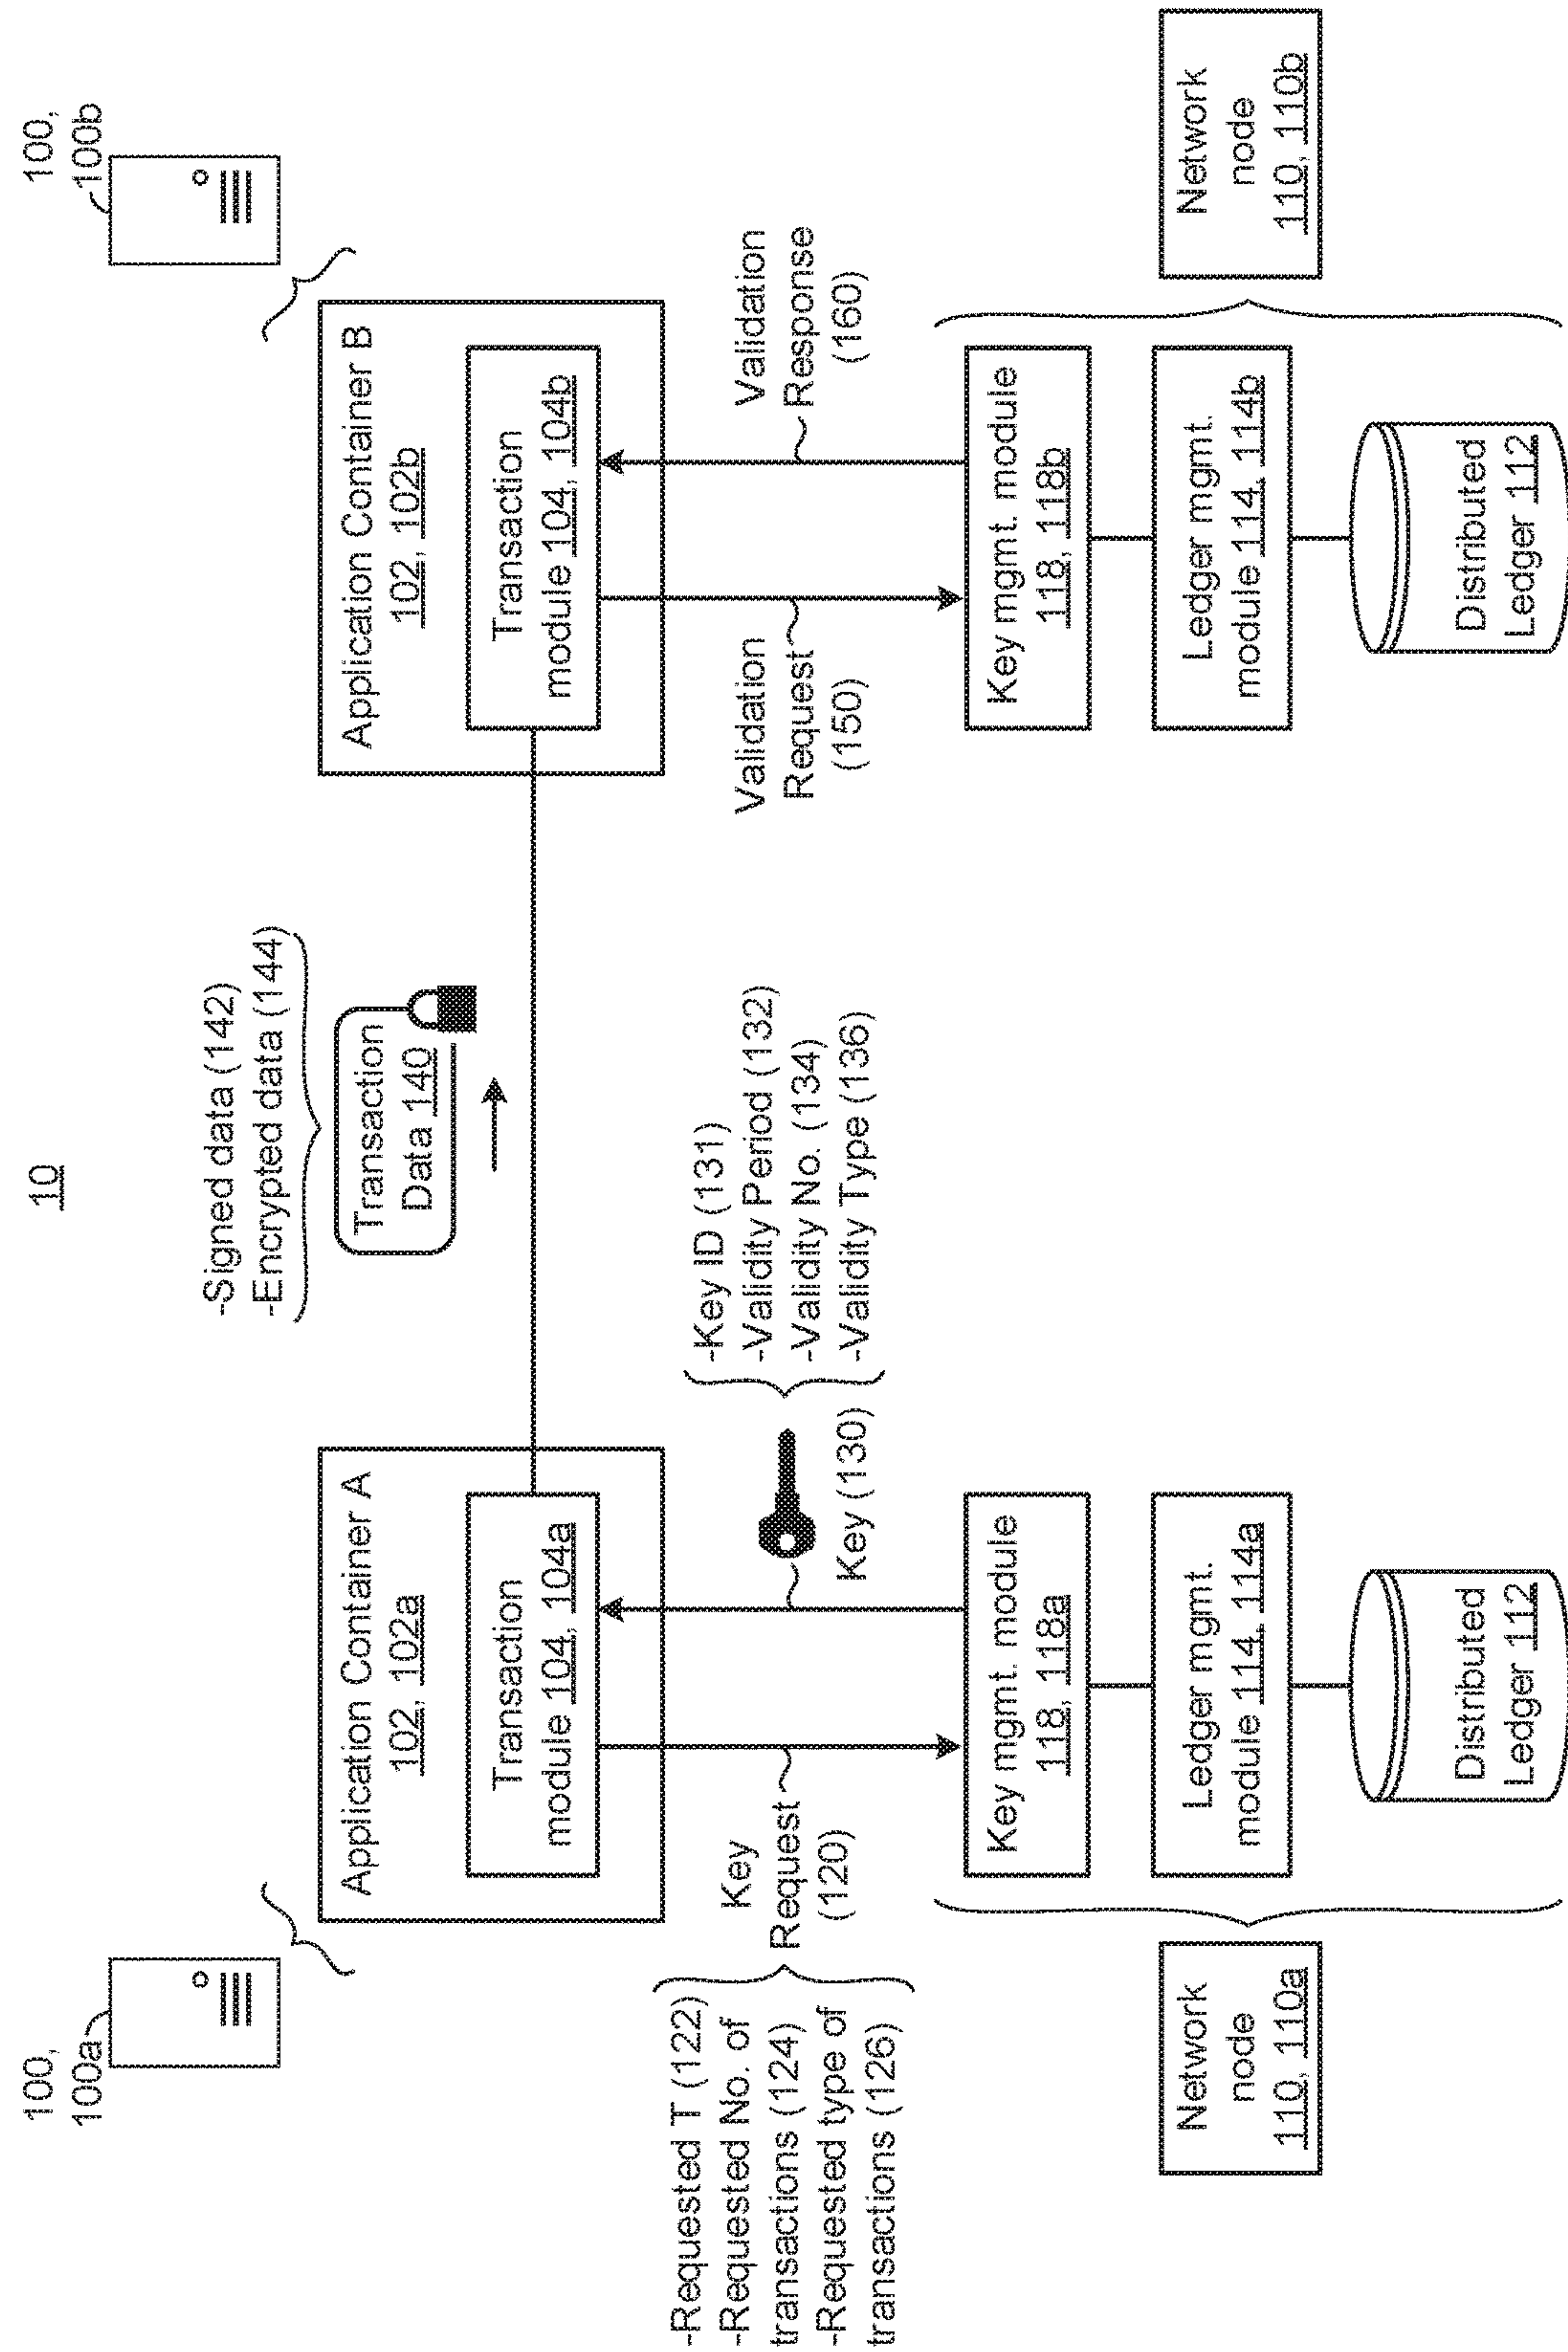 10
100,
100a
100,
100b
-Signed data (142)
-Encrypted data (144)
Transaction
Data 140
Application Container A
102, 102a
Transaction
module 104, 104a
Application Container B
102, 102b
Transaction
module 104, 104b
-Requested T (122)
-Requested No. of
transactions (124)
-Requested type of
transactions (126)
Key
Request
(120)
Key (130)
-Key ID (131)
-Validity Period (132)
-Validity No. (134)
-Validity Type (136)
Validation
Request
(150)
Validation
Response
(160)
Network
node
110, 110a
Key mgmt. module
118, 118a
Ledger mgmt.
module 114, 114a
Distributed
Ledger 112
Key mgmt. module
118, 118b
Ledger mgmt.
module 114, 114b
Distributed
Ledger 112
Network
node
110, 110b